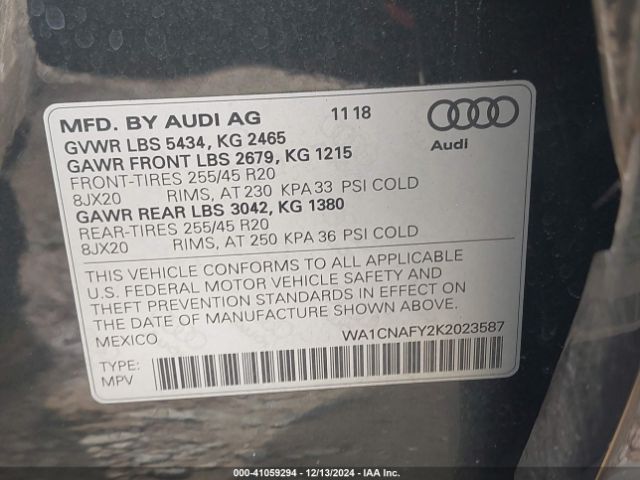 MFD. BY AUDI AG 11 18
GVWR LBS 5434, KG 2465
GAWR FRONT LBS 2679, KG 1215
FRONT-TIRES 255/45 R20
8JX20 RIMS, AT 230 KPA 33 PSI COLD
GAWR REAR LBS 3042, KG 1380
REAR-TIRES 255/45 R20
8JX20 RIMS, AT 250 KPA 36 PSI COLD
Audi
THIS VEHICLE CONFORMS TO ALL APPLICABLE
U.S. FEDERAL MOTOR VEHICLE SAFETY AND
THEFT PREVENTION STANDARDS IN EFFECT ON
THE DATE OF MANUFACTURE SHOWN ABOVE.
MEXICO WA1CNAFY2K2023587
TYPE:
MPV
000-41059294 - 12/13/2024 - IAA Inc.